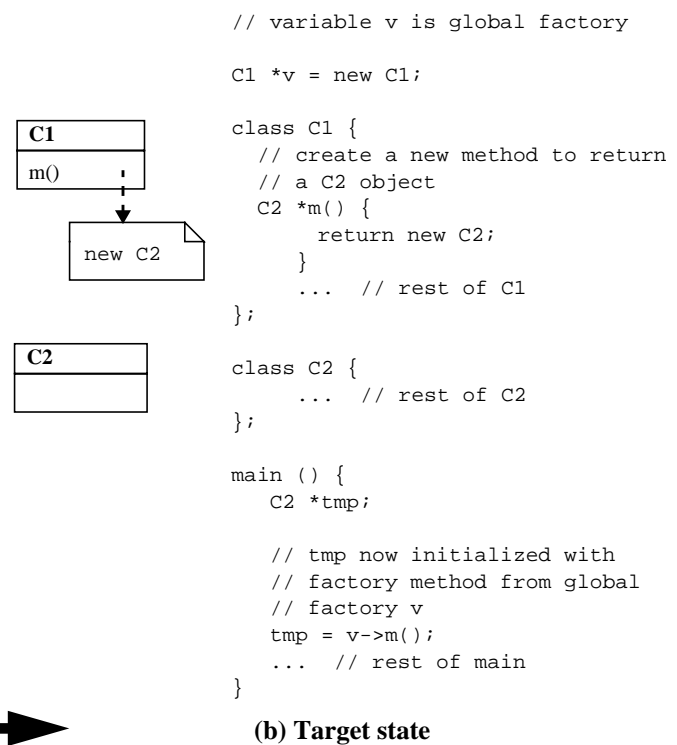 // variable v is global factory
C1 *v = new C1;
C1
m()
new C2
C2
class C1 {
// create a new method to return
// a C2 object
C2 *m() {
return new C2;
}
... // rest of C1
};
class C2 {
... // rest of C2
};
main () {
C2 *tmp;
// tmp now initialized with
// factory method from global
// factory v
tmp = v->m();
... // rest of main
}
(b) Target state